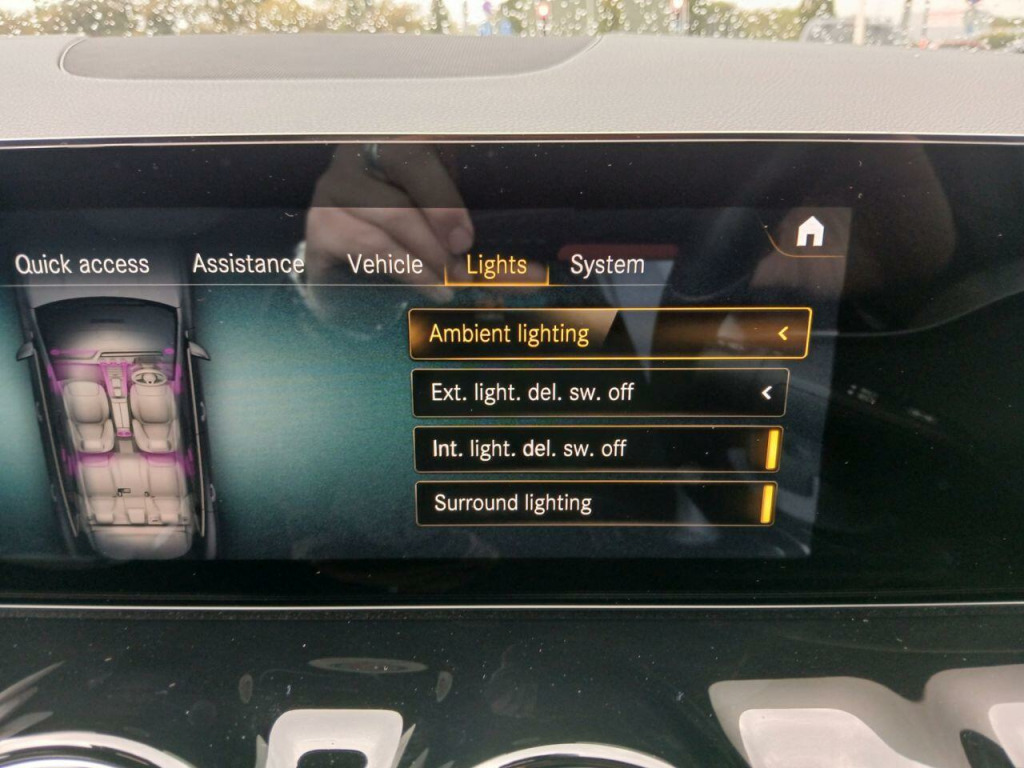 Quick access Assistance Vehicle Lights System
Ambient lighting
Ext. light. del. sw. off
Int. light. del. sw. off
Surround lighting